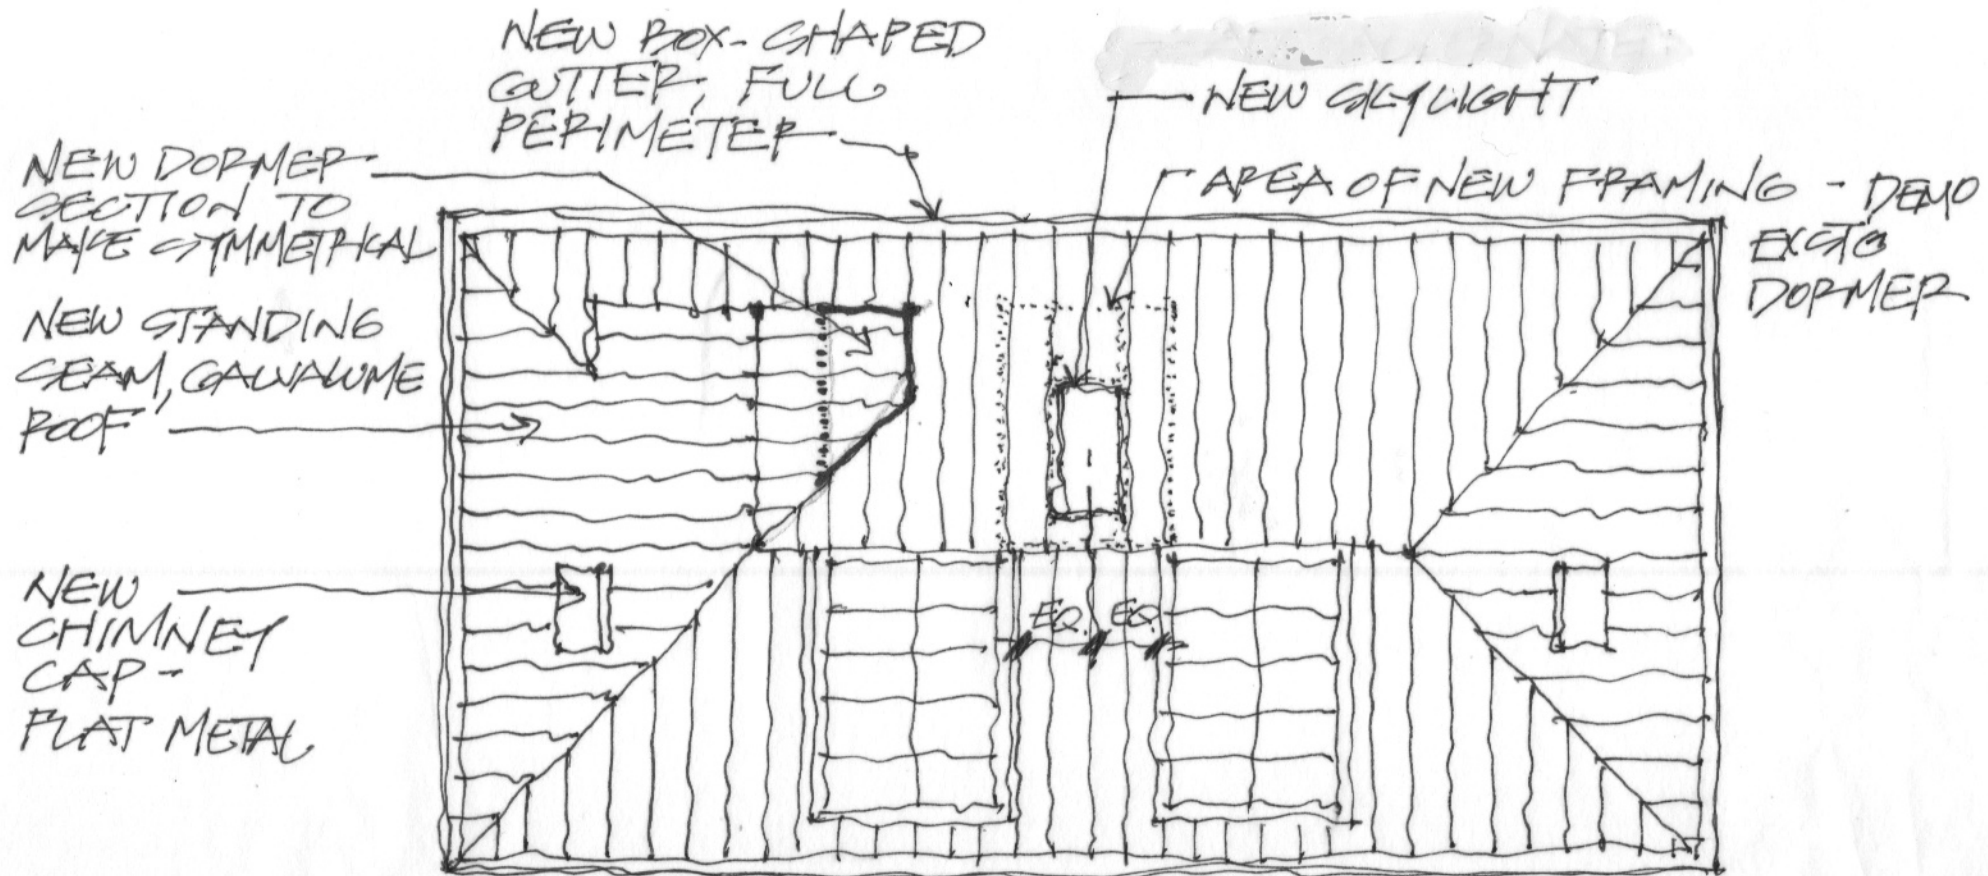 NEW BOX-SHAPED
GUTTER, FULL
PERIMETER
NEW SKYLIGHT
AREA OF NEW FRAMING - DEMO
EXSTG
DORMER
NEW DORMER
SECTION TO
MAKE SYMMETRICAL
NEW STANDING
SEAM, GALVALUME
ROOF
NEW
CHIMNEY
CAP-
FLAT METAL
EQ. EQ.